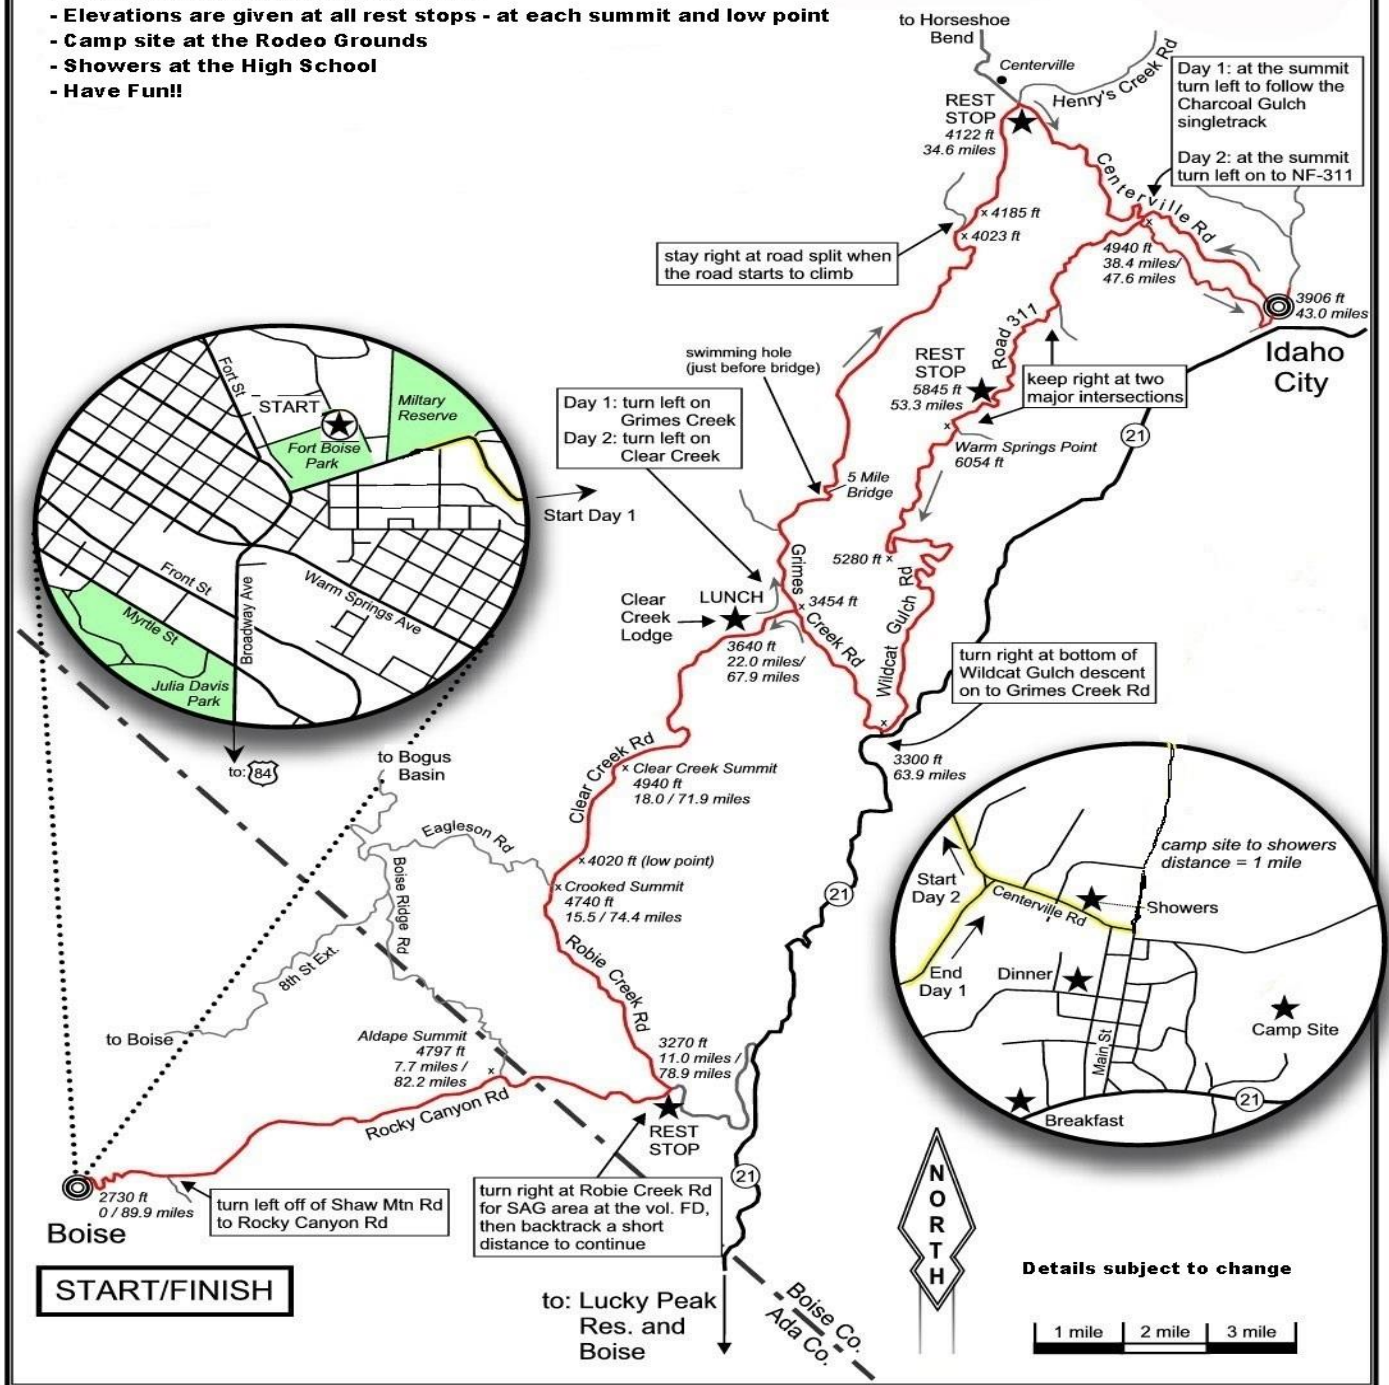 - Elevations are given at all rest stops - at each summit and low point
- Camp site at the Rodeo Grounds
- Showers at the High School
- Have Fun!!
to Horseshoe
Bend
Centerville
Henry's Creek Rd
REST
STOP
4122 ft
34.6 miles
Day 1: at the summit
turn left to follow the
Charcoal Gulch
singletrack
Day 2: at the summit
turn left on to NF-311
Centerville Rd
4185 ft
4023 ft
stay right at road split when
the road starts to climb
4940 ft
38.4 miles/
47.6 miles
3906 ft
43.0 miles
Idaho
City
Road 311
REST
STOP
5845 ft
53.3 miles
keep right at two
major intersections
swimming hole
(just before bridge)
Day 1: turn left on
Grimes Creek
Day 2: turn left on
Clear Creek
21
Warm Springs Point
6054 ft
5 Mile
Bridge
Fort St
START
Miltary
Reserve
Fort Boise
Park
Start Day 1
Front St
Warm Springs Ave
Myrtle St
Broadway Ave
Julia Davis
Park
to: 84
5280 ft
Grimes Creek Rd
Wildcat Gulch Rd
LUNCH
Clear
Creek
Lodge
3454 ft
3640 ft
22.0 miles/
67.9 miles
turn right at bottom of
Wildcat Gulch descent
on to Grimes Creek Rd
3300 ft
63.9 miles
to Bogus
Basin
Clear Creek Rd
Clear Creek Summit
4940 ft
18.0 / 71.9 miles
Eagleson Rd
4020 ft (low point)
Boise Ridge Rd
Crooked Summit
4740 ft
15.5 / 74.4 miles
21
camp site to showers
distance = 1 mile
Start
Day 2
Centerville Rd
Showers
End
Day 1
Dinner
Camp Site
Main St
21
Breakfast
8th St Ext.
Robie Creek Rd
to Boise
Aldape Summit
4797 ft
7.7 miles /
82.2 miles
3270 ft
11.0 miles /
78.9 miles
Rocky Canyon Rd
REST
STOP
21
2730 ft
0 / 89.9 miles
Boise
turn left off of Shaw Mtn Rd
to Rocky Canyon Rd
turn right at Robie Creek Rd
for SAG area at the vol. FD,
then backtrack a short
distance to continue
NORTH
START/FINISH
Details subject to change
to: Lucky Peak
Res. and
Boise
Boise Co.
Ada Co.
1 mile
2 mile
3 mile